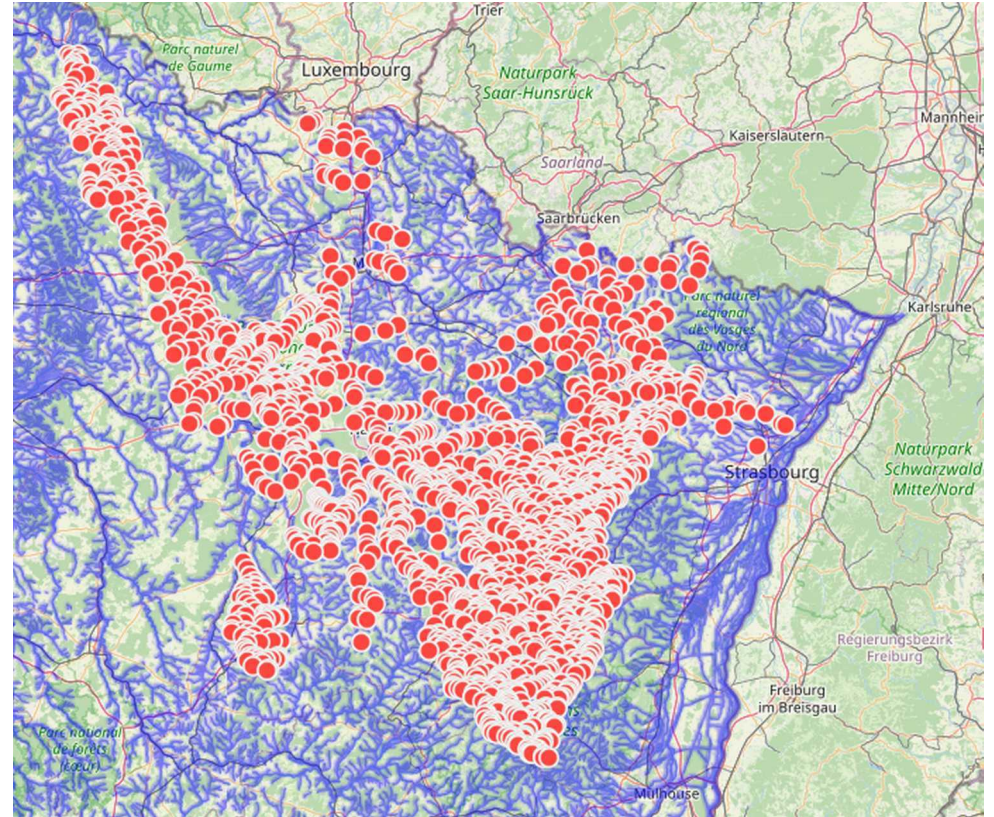 Trier
Parc naturel
de Gaume
Luxembourg
Naturpark
Saar-Hunsrück
Mannheim
Kaiserslautern
Saarland
Saarbrücken
Parc naturel
régional
des Vosges
du Nord
Karlsruhe
Strasbourg
Naturpark
Schwarzwald
Mitte/Nord
Regierungsbezirk
Freiburg
Freiburg
im Breisgau
Parc national
de forêts
(cœur)
Mulhouse